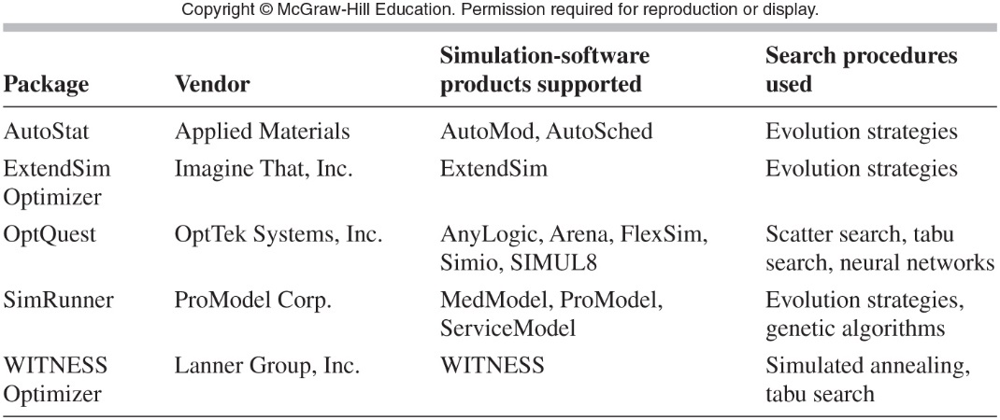 Copyright © McGraw-Hill Education. Permission required for reproduction or display.
Simulation-software Search procedures
Package Vendor products supported used
AutoStat Applied Materials AutoMod, AutoSched Evolution strategies
ExtendSim Imagine That, Inc. ExtendSim Evolution strategies
Optimizer
OptQuest OptTek Systems, Inc. AnyLogic, Arena, FlexSim, Scatter search, tabu
Simio, SIMUL8 search, neural networks
SimRunner ProModel Corp. MedModel, ProModel, Evolution strategies,
ServiceModel genetic algorithms
WITNESS Lanner Group, Inc. WITNESS Simulated annealing,
Optimizer tabu search